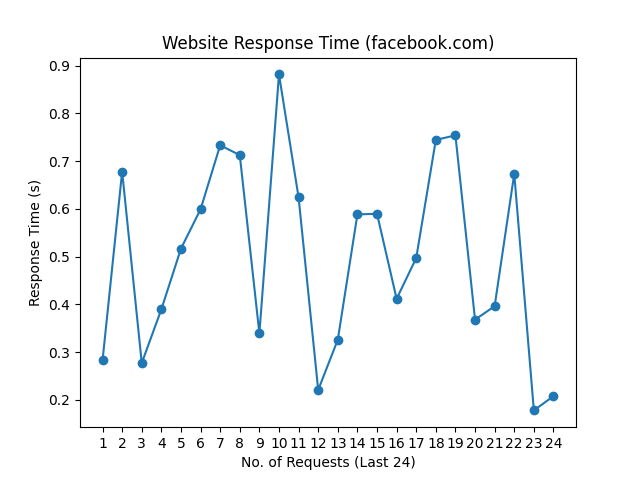 Website Response Time (facebook.com)
0.9
0.8
0.7
0.6
0.5
0.4
0.3
0.2
Response Time (s)
1 2 3 4 5 6 7 8 9 10 11 12 13 14 15 16 17 18 19 20 21 22 23 24
No. of Requests (Last 24)